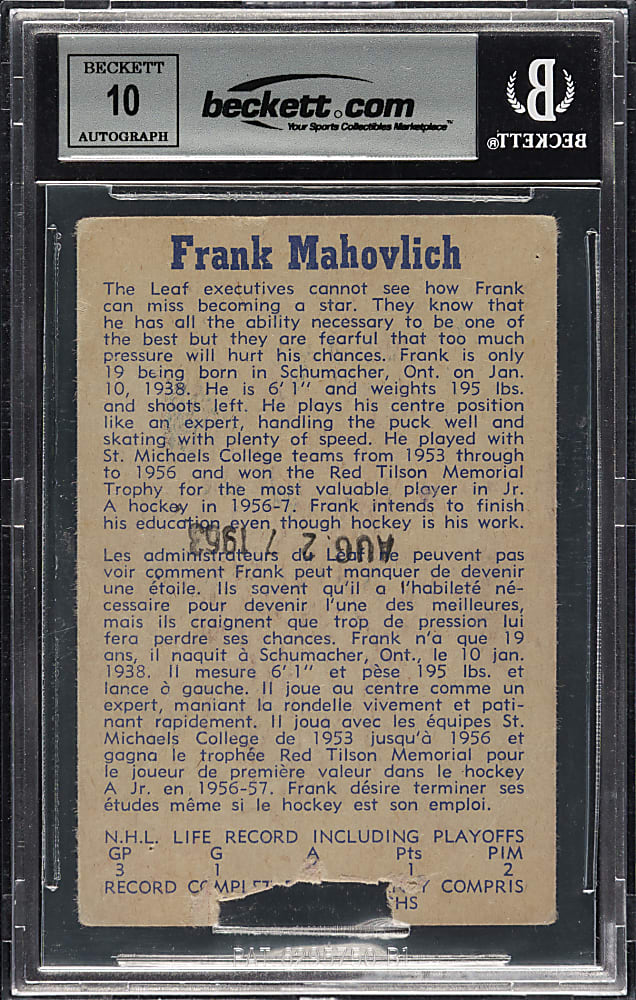 BECKETT
10
AUTOGRAPH
beckett.com
Your Sports Collectibles Marketplace™
B
BECKETT®
Frank Mahovlich
The Leaf executives cannot see how Frank
can miss becoming a star. They know that
he has all the ability necessary to be one of
the best but they are fearful that too much
pressure will hurt his chances. Frank is only
19 being born in Schumacher, Ont. on Jan.
10, 1938. He is 6' 1" and weights 195 lbs.
and shoots left. He plays his centre position
like an expert, handling the puck well and
skating with plenty of speed. He played with
St. Michaels College teams from 1953 through
to 1956 and won the Red Tilson Memorial
Trophy for the most valuable player in Jr.
A hockey in 1956-7. Frank intends to finish
his education even though hockey is his work.
AUG 2 7 1963
Les administrateurs du Leaf ne peuvent pas
voir comment Frank peut manquer de devenir
une étoile. Ils savent qu'il a l'habileté né-
cessaire pour devenir l'une des meilleures,
mais ils craignent que trop de pression lui
fera perdre ses chances. Frank n'a que 19
ans, il naquit à Schumacher, Ont., le 10 jan.
1938. Il mesure 6' 1" et pèse 195 lbs. et
lance à gauche. Il joue au centre comme un
expert, maniant la rondelle vivement et pati-
nant rapidement. Il joua avec les équipes St.
Michaels College de 1953 jusqu'à 1956 et
gagna le trophée Red Tilson Memorial pour
le joueur de première valeur dans le hockey
A Jr. en 1956-57. Frank désire terminer ses
études même si le hockey est son emploi.
N.H.L. LIFE RECORD INCLUDING PLAYOFFS
GP G A Pts PIM
3 1 1 2
RECORD COMPRIS